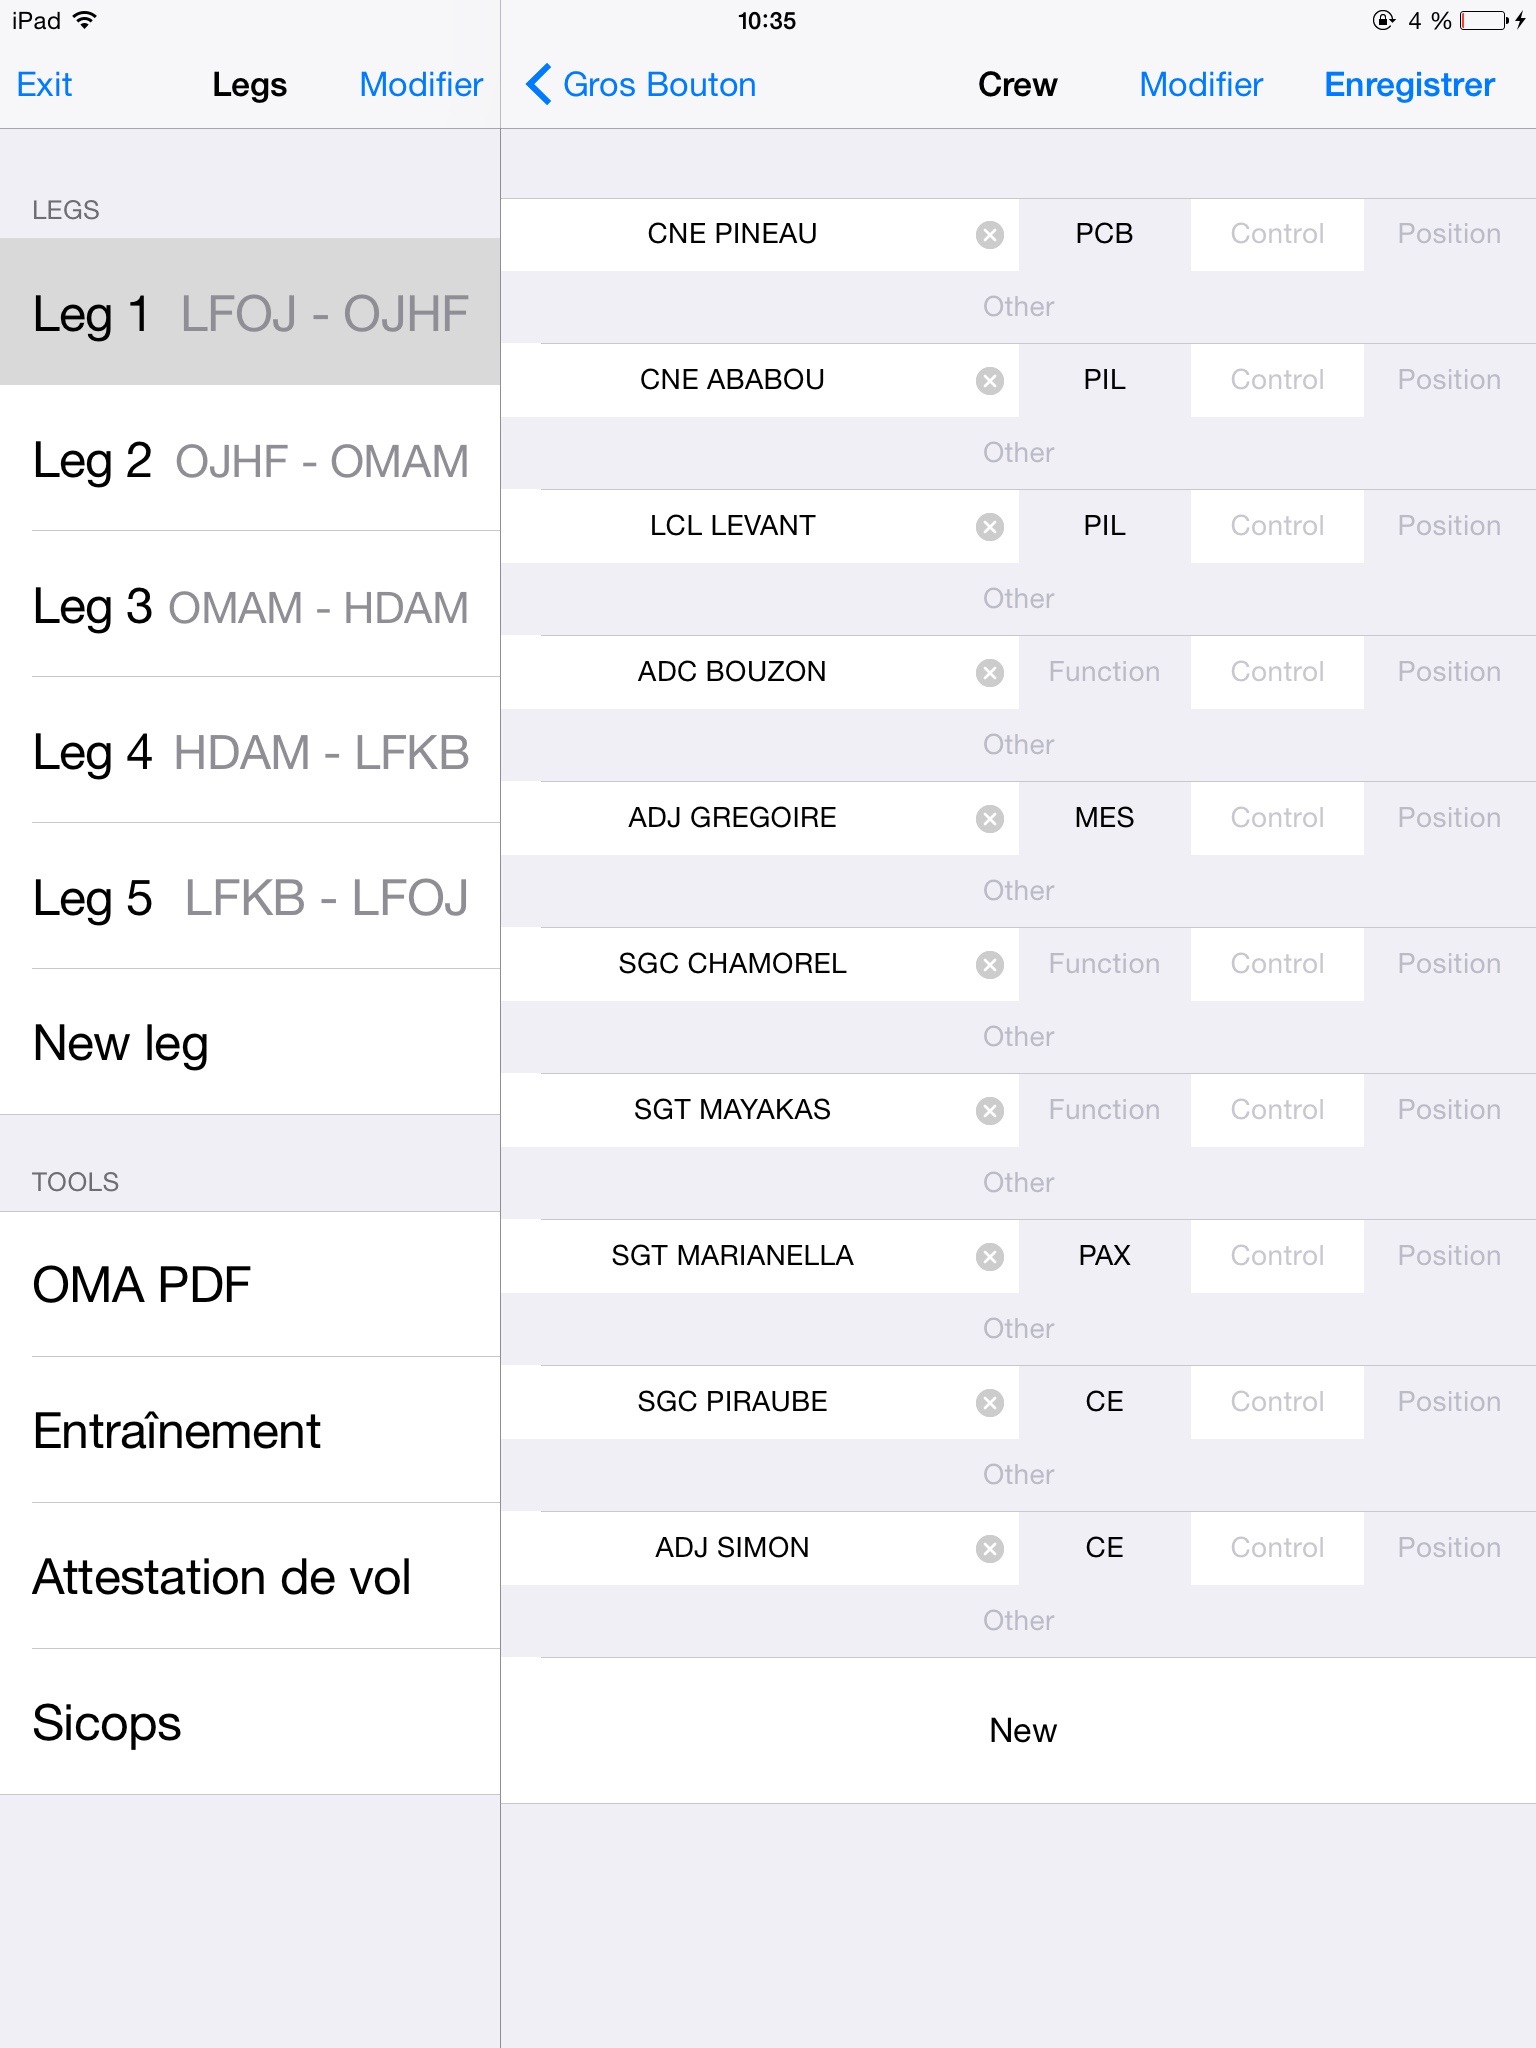 iPad 10:35 4 %
Exit Legs Modifier
Gros Bouton Crew Modifier Enregistrer
LEGS
Leg 1 LFOJ - OJHF
Leg 2 OJHF - OMAM
Leg 3 OMAM - HDAM
Leg 4 HDAM - LFKB
Leg 5 LFKB - LFOJ
New leg
TOOLS
OMA PDF
Entraînement
Attestation de vol
Sicops
CNE PINEAU PCB Control Position
Other
CNE ABABOU PIL Control Position
Other
LCL LEVANT PIL Control Position
Other
ADC BOUZON Function Control Position
Other
ADJ GREGOIRE MES Control Position
Other
SGC CHAMOREL Function Control Position
Other
SGT MAYAKAS Function Control Position
Other
SGT MARIANELLA PAX Control Position
Other
SGC PIRAUBE CE Control Position
Other
ADJ SIMON CE Control Position
Other
New